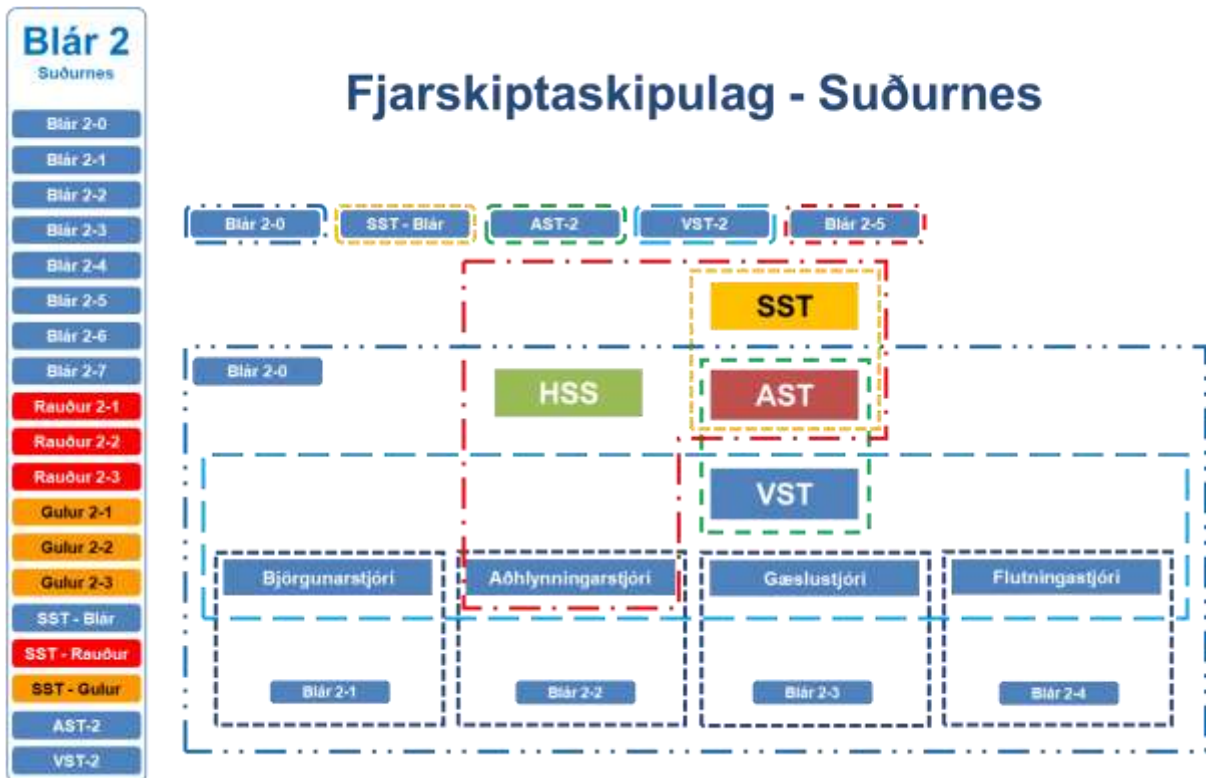 Blár 2
Suðurnes
Blár 2-0
Blár 2-1
Blár 2-2
Blár 2-3
Blár 2-4
Blár 2-5
Blár 2-6
Blár 2-7
Rauður 2-1
Rauður 2-2
Rauður 2-3
Gulur 2-1
Gulur 2-2
Gulur 2-3
SST - Blár
SST - Rauður
SST - Gulur
AST-2
VST-2
Fjarskiptaskipulag - Suðurnes
Blár 2-0 SST - Blár AST-2 VST-2 Blár 2-5
SST
Blár 2-0
HSS AST
VST
Björgunarstjóri Aðhlynningarstjóri Gæslustjóri Flutningastjóri
Blár 2-1 Blár 2-2 Blár 2-3 Blár 2-4